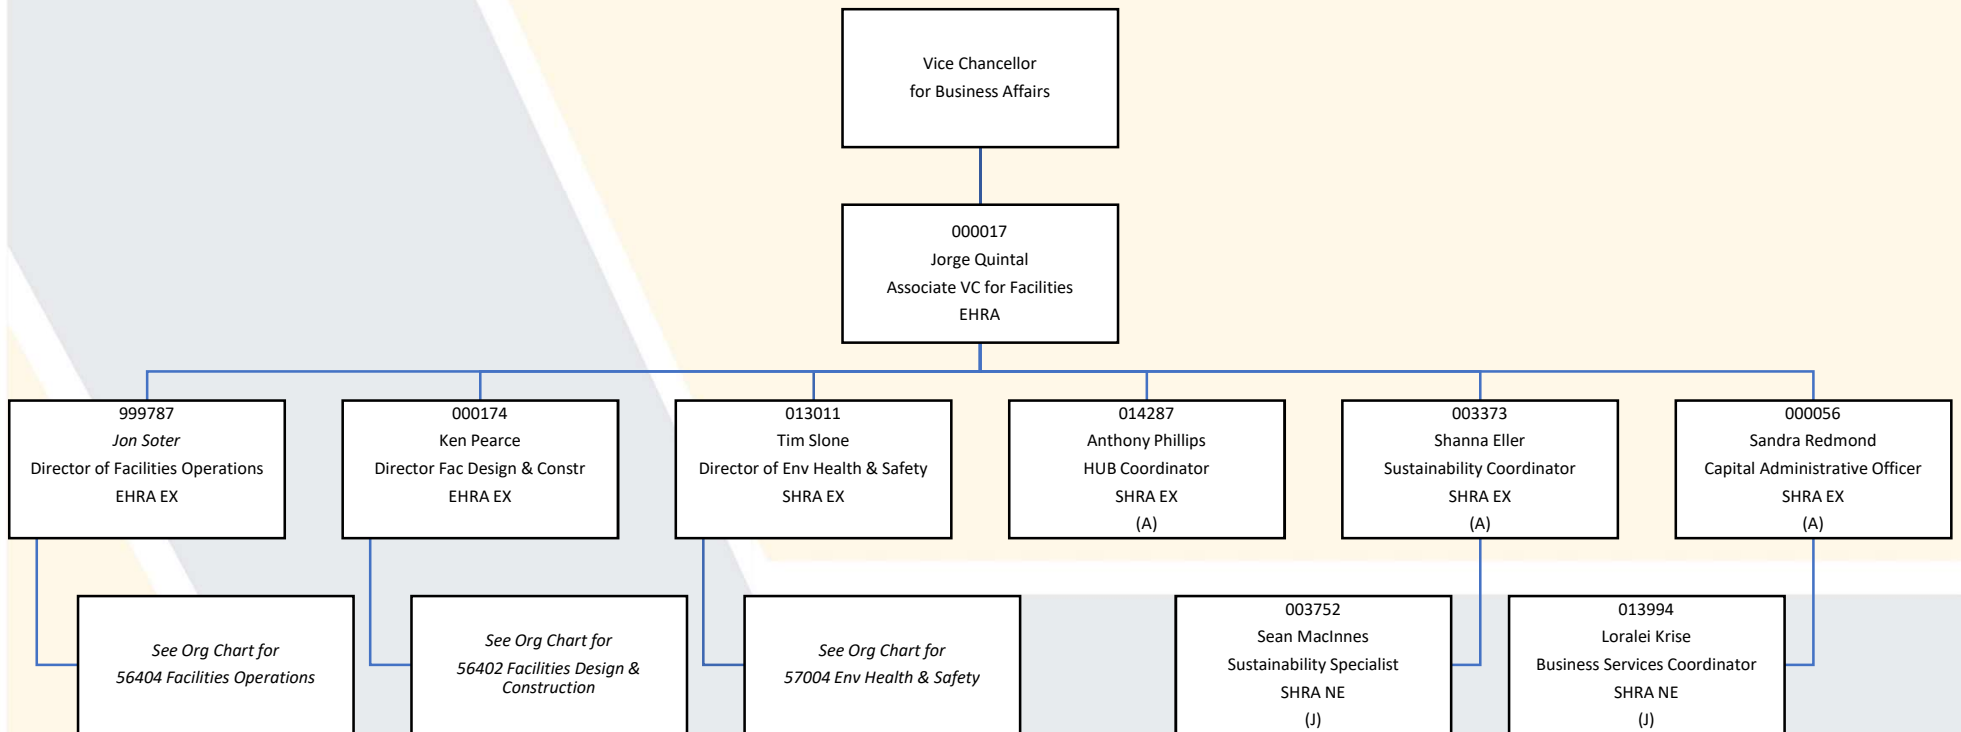 Vice Chancellor
for Business Affairs
000017
Jorge Quintal
Associate VC for Facilities
EHRA
999787
Jon Soter
Director of Facilities Operations
EHRA EX
000174
Ken Pearce
Director Fac Design & Constr
EHRA EX
013011
Tim Slone
Director of Env Health & Safety
SHRA EX
014287
Anthony Phillips
HUB Coordinator
SHRA EX
(A)
003373
Shanna Eller
Sustainability Coordinator
SHRA EX
(A)
000056
Sandra Redmond
Capital Administrative Officer
SHRA EX
(A)
See Org Chart for
56404 Facilities Operations
See Org Chart for
56402 Facilities Design &
Construction
See Org Chart for
57004 Env Health & Safety
003752
Sean MacInnes
Sustainability Specialist
SHRA NE
(J)
013994
Loralei Krise
Business Services Coordinator
SHRA NE
(J)